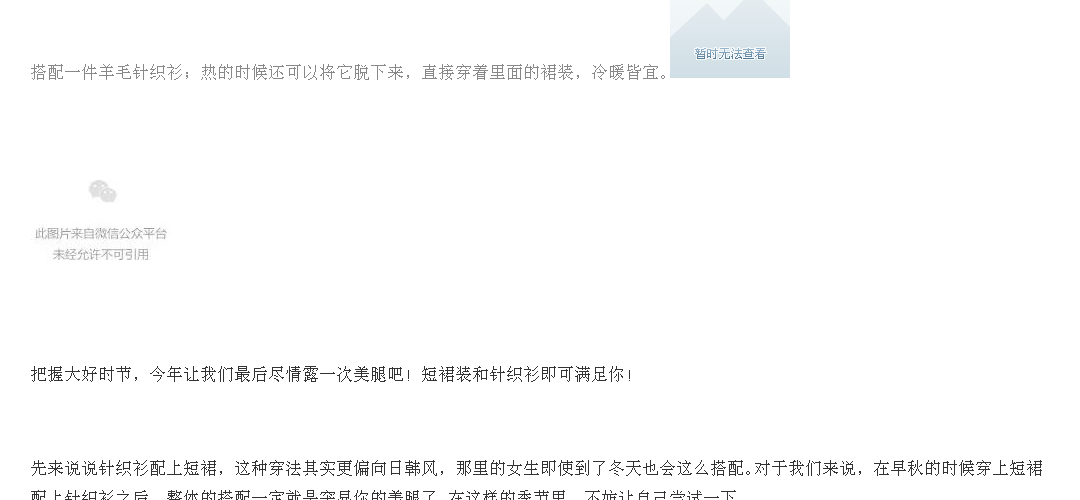 暂时无法查看
搭配一件羊毛针织衫；热的时候还可以将它脱下来，直接穿着里面的裙装，冷暖皆宜。
此图片来自微信公众平台
未经允许不可引用
把握大好时节，今年让我们最后尽情露一次美腿吧！短裙装和针织衫即可满足你！
先来说说针织衫配上短裙，这种穿法其实更偏向日韩风，那里的女生即使到了冬天也会这么搭配。对于我们来说，在早秋的时候穿上短裙
配上针织衫之后，整体的搭配一定就是突显你的美腿了，在这样的季节里，不妨让自己尝试一下